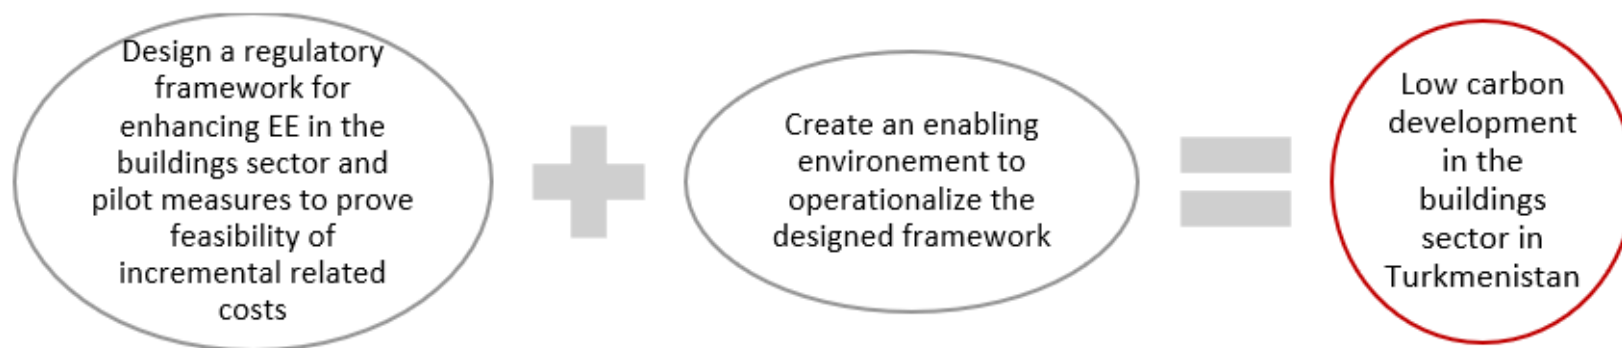 Design a regulatory
framework for
enhancing EE in the
buildings sector and
pilot measures to prove
feasibility of
incremental related
costs
Create an enabling
environement to
operationalize the
designed framework
Low carbon
development
in the
buildings
sector in
Turkmenistan